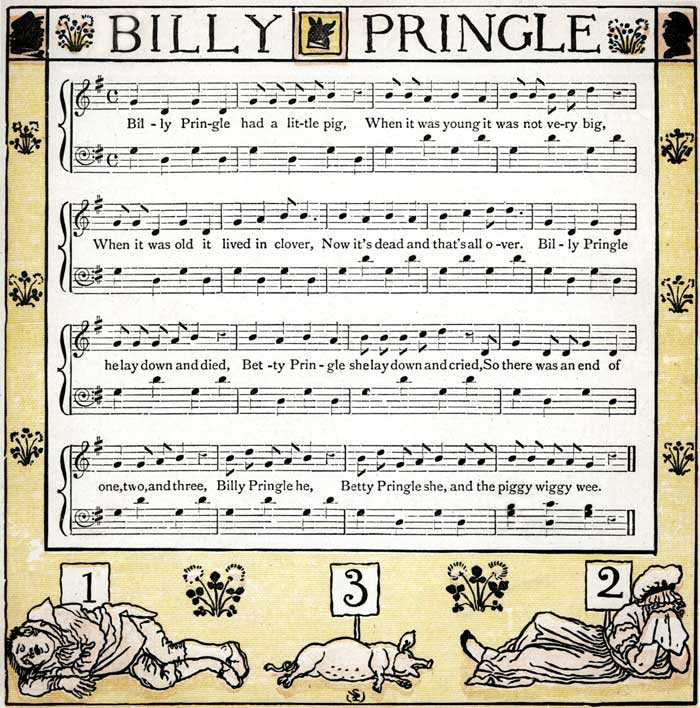 BILLY PRINGLE
Bil - ly Prin-gle had a lit-tle pig, When it was young it was not ve-ry big,
When it was old it lived in clover, Now it's dead and that's all o -ver. Bil - ly Pringle
he lay down and died, Bet -ty Prin - gle she lay down and cried, So there was an end of
one, two, and three, Billy Pringle he, Betty Pringle she, and the piggy wiggy wee.
1 3 2